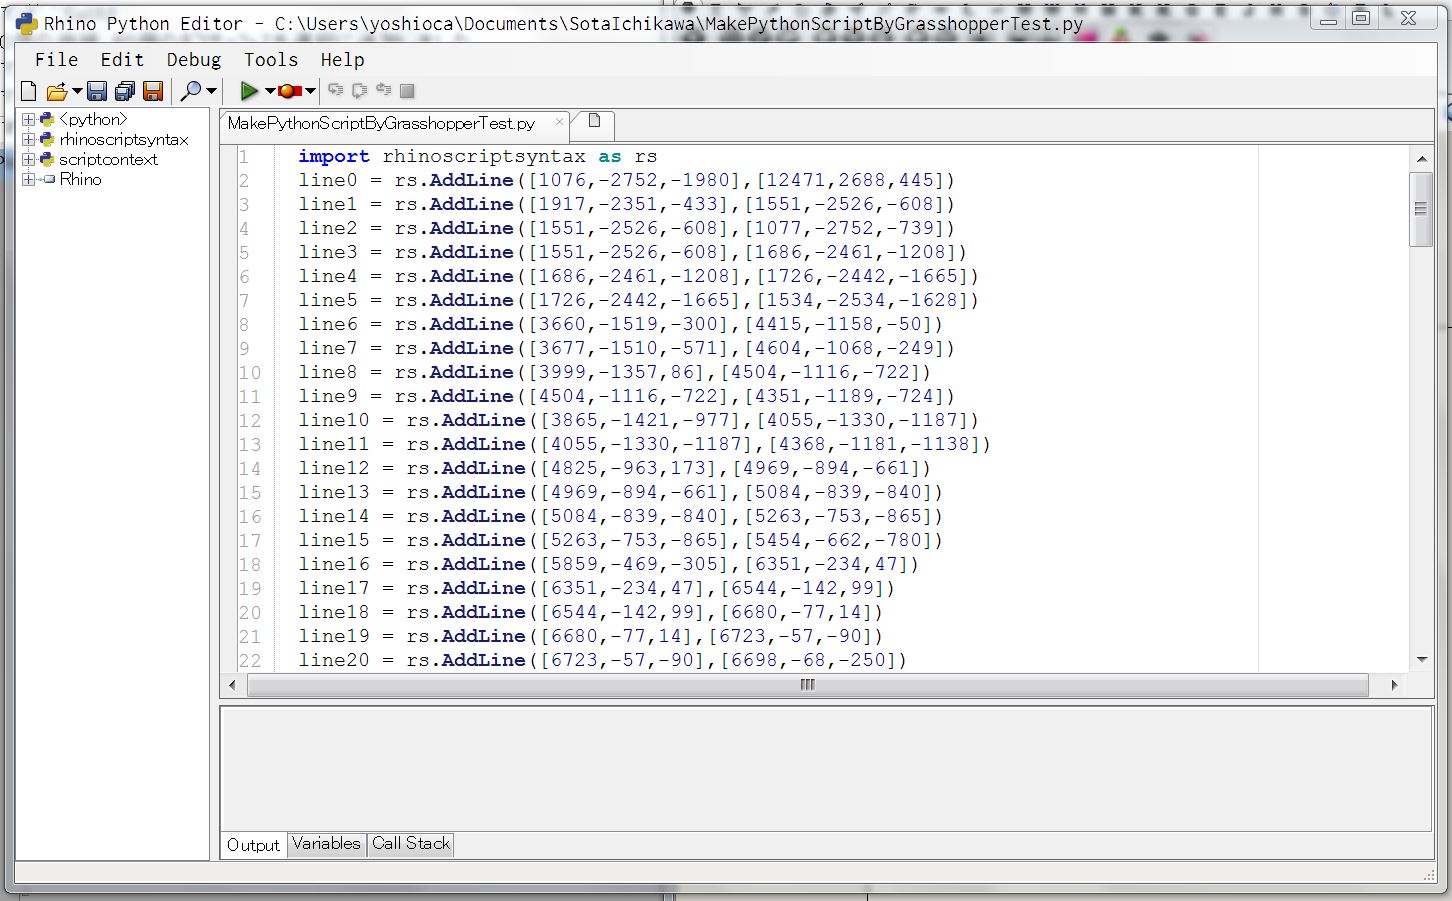 Rhino Python Editor - C:\Users\yoshioca\Documents\SotaIchikawa\MakePythonScriptByGrasshopperTest.py
File Edit Debug Tools Help
<python>
rhinoscriptsyntax
scriptcontext
Rhino
MakePythonScriptByGrasshopperTest.py
1 import rhinoscriptsyntax as rs
2 line0 = rs.AddLine([1076,-2752,-1980],[12471,2688,445])
3 line1 = rs.AddLine([1917,-2351,-433],[1551,-2526,-608])
4 line2 = rs.AddLine([1551,-2526,-608],[1077,-2752,-739])
5 line3 = rs.AddLine([1551,-2526,-608],[1686,-2461,-1208])
6 line4 = rs.AddLine([1686,-2461,-1208],[1726,-2442,-1665])
7 line5 = rs.AddLine([1726,-2442,-1665],[1534,-2534,-1628])
8 line6 = rs.AddLine([3660,-1519,-300],[4415,-1158,-50])
9 line7 = rs.AddLine([3677,-1510,-571],[4604,-1068,-249])
10 line8 = rs.AddLine([3999,-1357,86],[4504,-1116,-722])
11 line9 = rs.AddLine([4504,-1116,-722],[4351,-1189,-724])
12 line10 = rs.AddLine([3865,-1421,-977],[4055,-1330,-1187])
13 line11 = rs.AddLine([4055,-1330,-1187],[4368,-1181,-1138])
14 line12 = rs.AddLine([4825,-963,173],[4969,-894,-661])
15 line13 = rs.AddLine([4969,-894,-661],[5084,-839,-840])
16 line14 = rs.AddLine([5084,-839,-840],[5263,-753,-865])
17 line15 = rs.AddLine([5263,-753,-865],[5454,-662,-780])
18 line16 = rs.AddLine([5859,-469,-305],[6351,-234,47])
19 line17 = rs.AddLine([6351,-234,47],[6544,-142,99])
20 line18 = rs.AddLine([6544,-142,99],[6680,-77,14])
21 line19 = rs.AddLine([6680,-77,14],[6723,-57,-90])
22 line20 = rs.AddLine([6723,-57,-90],[6698,-68,-250])
Output Variables Call Stack